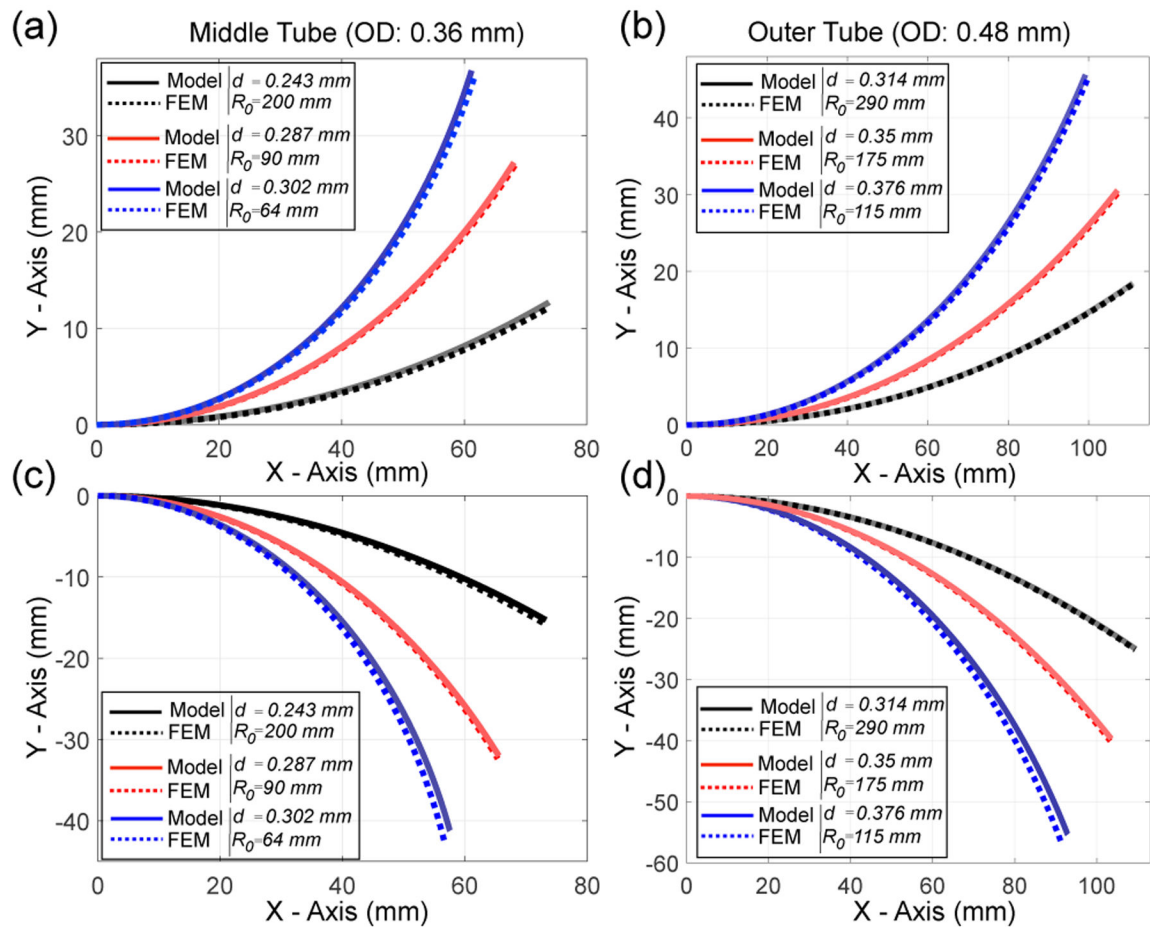 (a)
Middle Tube (OD: 0.36 mm)
Model d = 0.243 mm
FEM R0=200 mm
Model d = 0.287 mm
FEM R0=90 mm
Model d = 0.302 mm
FEM R0=64 mm
Y - Axis (mm)
30
20
10
0
0 20 40 60 80
X - Axis (mm)
(b)
Outer Tube (OD: 0.48 mm)
Model d = 0.314 mm
FEM R0=290 mm
Model d = 0.35 mm
FEM R0=175 mm
Model d = 0.376 mm
FEM R0=115 mm
Y - Axis (mm)
40
30
20
10
0
0 20 40 60 80 100
X - Axis (mm)
(c)
0
-10
-20
-30
-40
Y - Axis (mm)
Model d = 0.243 mm
FEM R0=200 mm
Model d = 0.287 mm
FEM R0=90 mm
Model d = 0.302 mm
FEM R0=64 mm
0 20 40 60 80
X - Axis (mm)
(d)
0
-10
-20
-30
-40
-50
-60
Y - Axis (mm)
Model d = 0.314 mm
FEM R0=290 mm
Model d = 0.35 mm
FEM R0=175 mm
Model d = 0.376 mm
FEM R0=115 mm
0 20 40 60 80 100
X - Axis (mm)